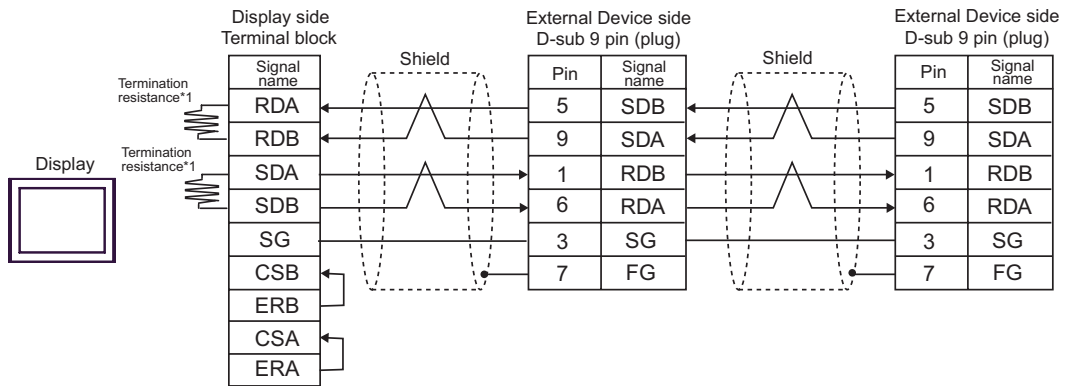 Display side
Terminal block
External Device side
D-sub 9 pin (plug)
External Device side
D-sub 9 pin (plug)
Signal name
Shield
Pin
Signal name
Shield
Pin
Signal name
Termination
resistance*1
RDA
5
SDB
5
SDB
RDB
9
SDA
9
SDA
Display
Termination
resistance*1
SDA
1
RDB
1
RDB
SDB
6
RDA
6
RDA
SG
3
SG
3
SG
CSB
7
FG
7
FG
ERB
CSA
ERA